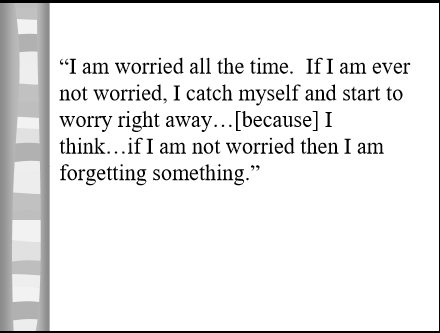 “I am worried all the time.  If I am ever
not worried, I catch myself and start to
worry right away…[because] I
think…if I am not worried then I am
forgetting something.”